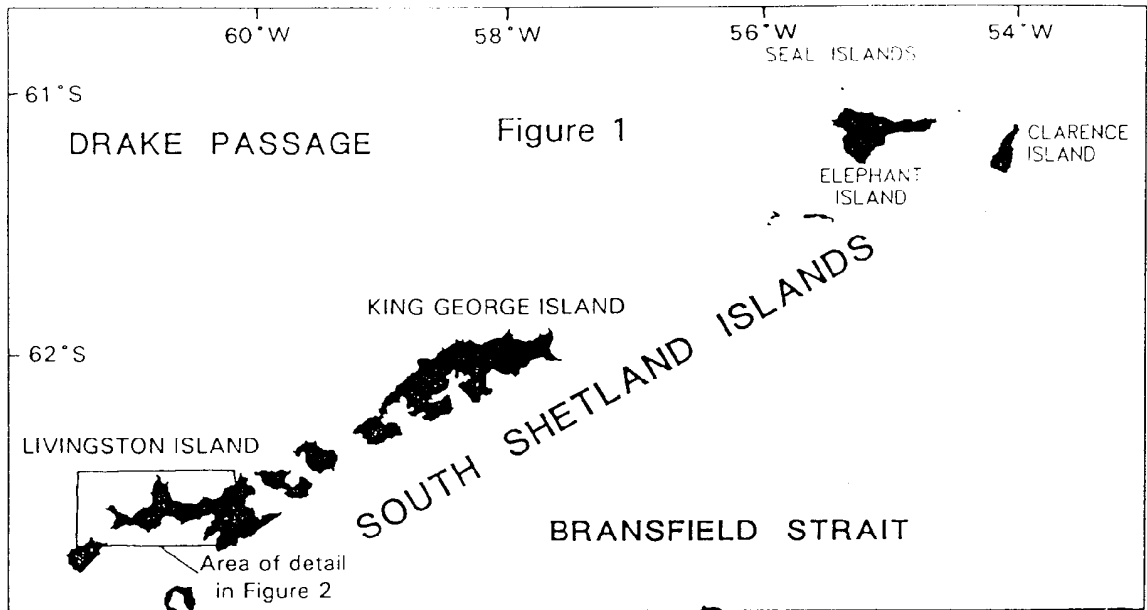 60°W 58°W 56°W 54°W
SEAL ISLANDS
61°S
DRAKE PASSAGE
Figure 1
CLARENCE
ISLAND
ELEPHANT
ISLAND
SOUTH SHETLAND ISLANDS
KING GEORGE ISLAND
62°S
LIVINGSTON ISLAND
BRANSFIELD STRAIT
Area of detail
in Figure 2